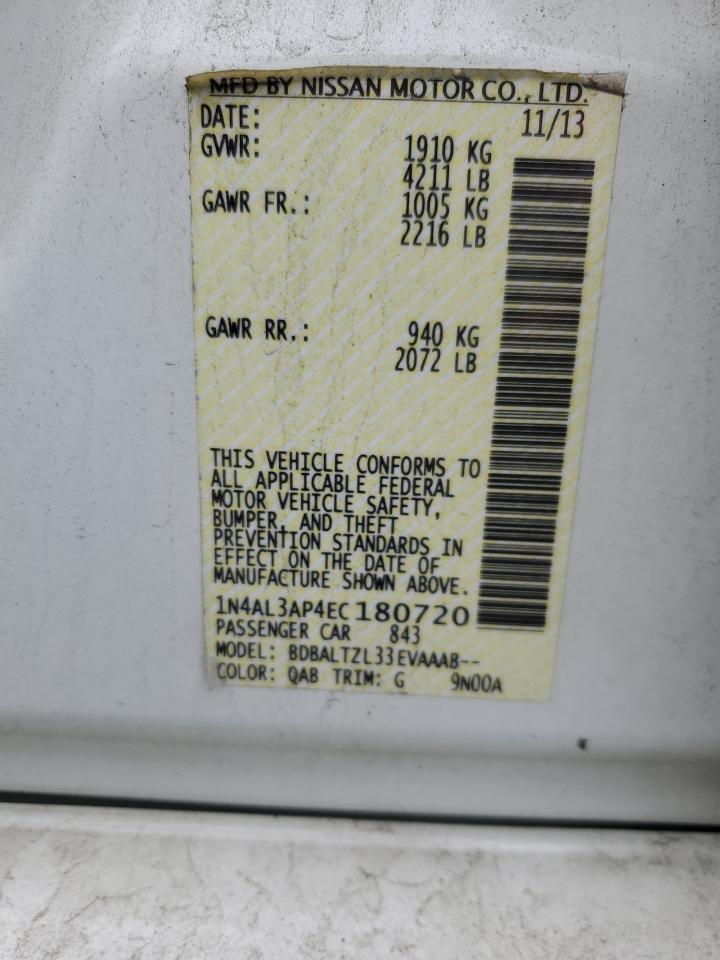 MFD BY NISSAN MOTOR CO., LTD.
DATE: 11/13
GVWR: 1910 KG
4211 LB
GAWR FR.: 1005 KG
2216 LB
GAWR RR.: 940 KG
2072 LB
THIS VEHICLE CONFORMS TO
ALL APPLICABLE FEDERAL
MOTOR VEHICLE SAFETY,
BUMPER, AND THEFT
PREVENTION STANDARDS IN
EFFECT ON THE DATE OF
MANUFACTURE SHOWN ABOVE.
1N4AL3AP4EC180720
PASSENGER CAR 843
MODEL: BDBALTZL33EVAAAB--
COLOR: QAB TRIM: G 9N00A